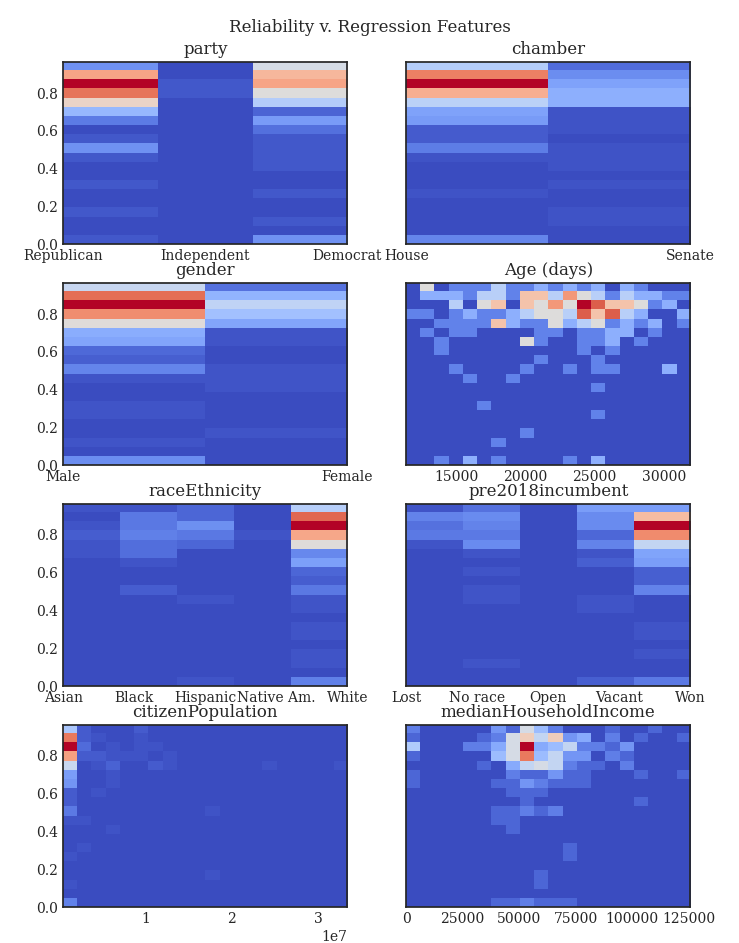 Reliability v. Regression Features
party
chamber
0.8
0.6
0.4
0.2
0.0
Republican Independent Democrat House Senate
gender
Age (days)
0.8
0.6
0.4
0.2
0.0
Male Female 15000 20000 25000 30000
raceEthnicity
pre2018incumbent
0.8
0.6
0.4
0.2
0.0
Asian Black Hispanic Native Am. White Lost No race Open Vacant Won
citizenPopulation
medianHouseholdIncome
0.8
0.6
0.4
0.2
0.0
1 2 3 0 25000 50000 75000 100000 125000
1e7